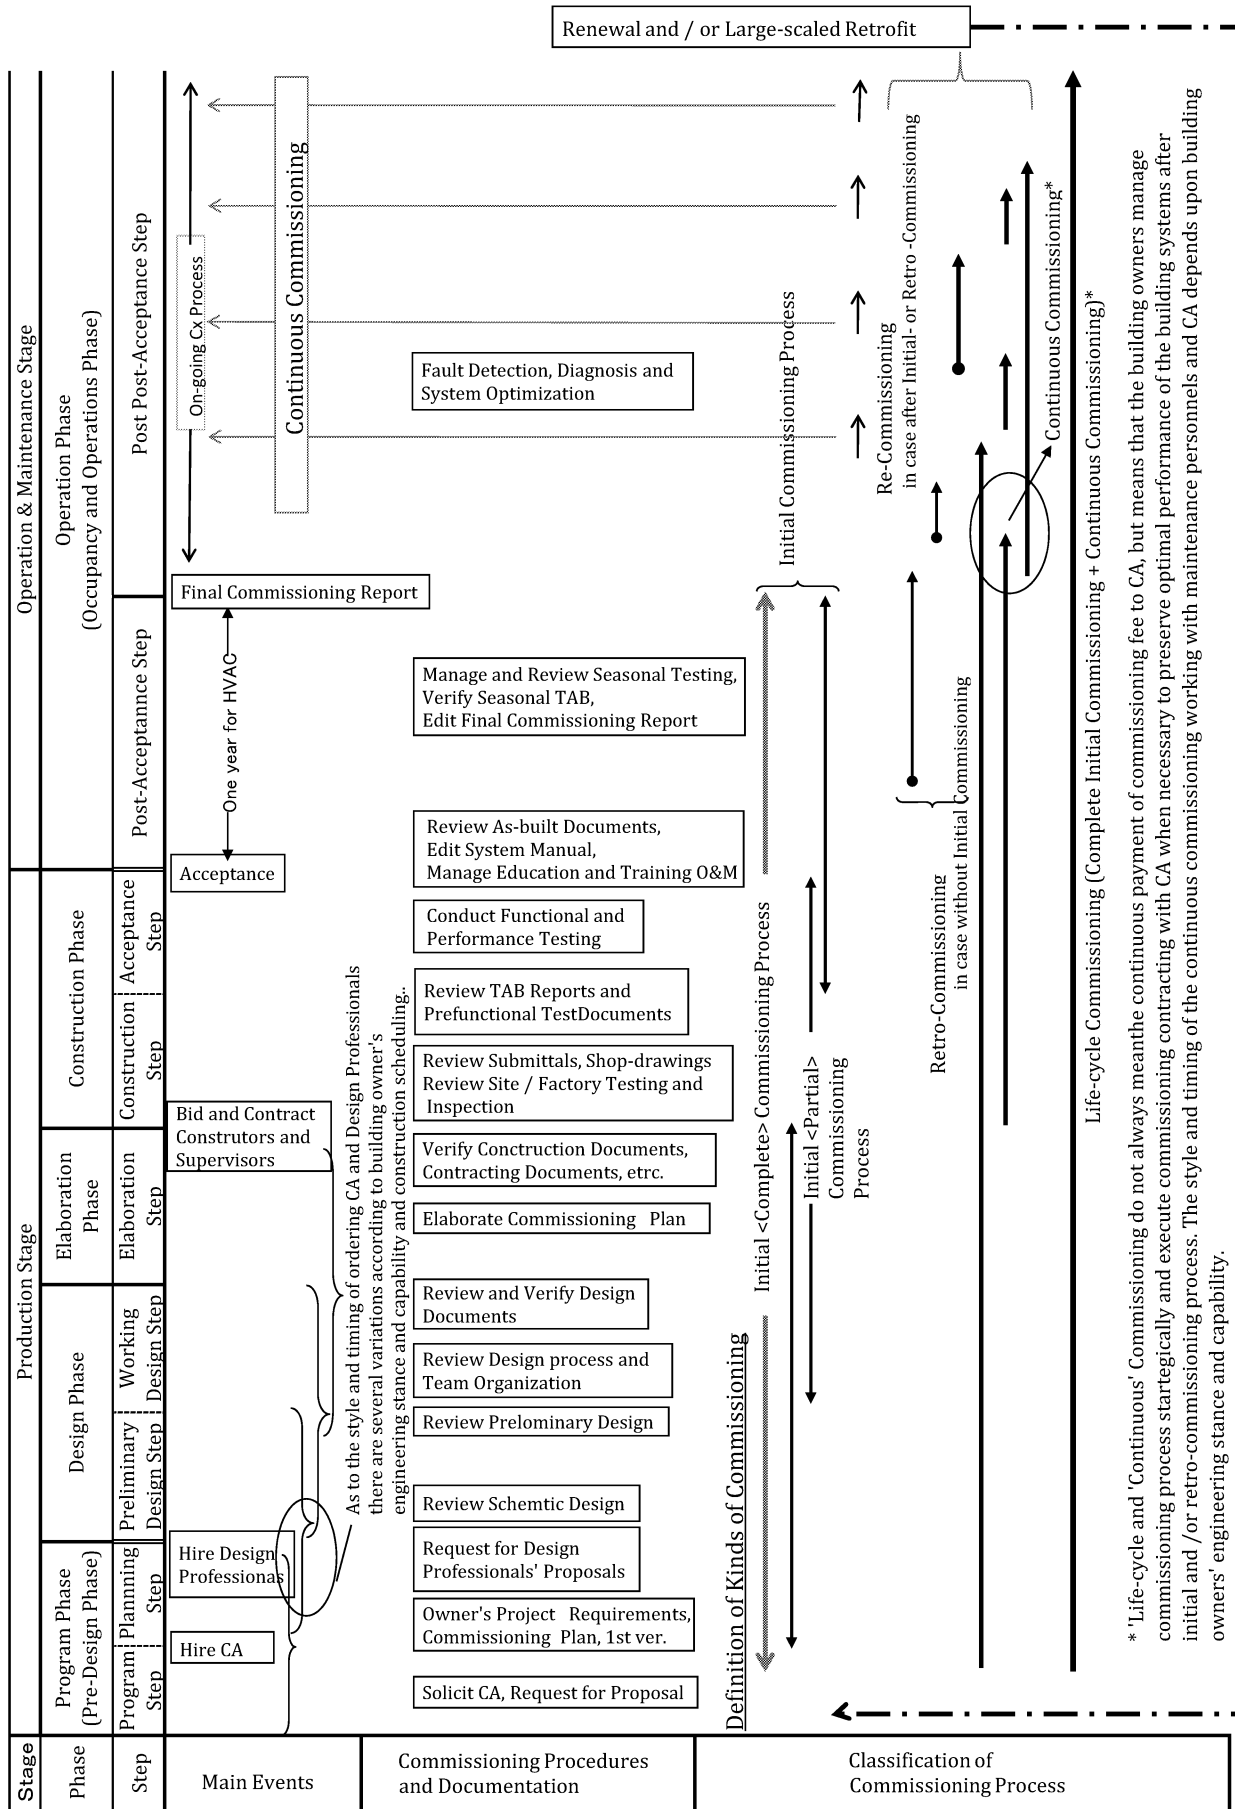 Renewal and / or Large-scaled Retrofit
Stage
Operation & Maintenance Stage
Production Stage
Phase
Operation Phase
(Occupancy and Operations Phase)
Construction Phase
Elaboration
Phase
Design Phase
Program Phase
(Pre-Design Phase)
Step
Post Post-Acceptance Step
Post-Acceptannce Step
Acceptance
Step
Construction
Step
Elaboration
Step
Working
Design Step
Preliminary
Design Step
Plannning
Step
Program
Step
Main Events
On-going Cx Process
Final Commissioning Report
One year for HVAC
Acceptance
Bid and Contract
Construtors and
Supervisors
Hire Design
Professionas
Hire CA
Continuous Commissioning
As to the style and timing of ordering CA and Design Professionals
there are several variations according to building owner's
engineering stance and capability and construction scheduling..
Commissioning Procedures
and Documentation
Fault Detection, Diagnosis and
System Optimization
Manage and Review Seasonal Testing,
Verify Seasonal TAB,
Edit Final Commissioning Report
Review As-built Documents,
Edit System Manual,
Manage Education and Training O&M
Conduct Functional and
Performance Testing
Review TAB Reports and
Prefunctional TestDocuments
Review Submittals, Shop-drawings
Review Site / Factory Testing and
Inspection
Verify Conctruction Documents,
Contracting Documents, etrc.
Elaborate Commissioning Plan
Review and Verify Design
Documents
Review Design process and
Team Organization
Review Prelominary Design
Review Schemtic Design
Request for Design
Professionals' Proposals
Owner's Project Requirements,
Commissioning Plan, 1st ver.
Solicit CA, Request for Proposal
Classification of
Commissioning Process
Definition of Kinds of Commissioning
Initial Commissioning Process
Initial <Complete> Commissioning Process
Initial <Partial>
Commissioning
Process
Re-Commissioning
in case after Initial- or Retro -Commissioning
Retro-Commissioning
in case without Initial Commissioning
Continuous Commissioning*
Life-cycle Commissioning (Complete Initial Commissioning + Continuous Commissioning)*
* 'Life-cycle and 'Continuous' Commissioning do not always meanthe continuous payment of commissioning fee to CA, but means that the building owners manage
commissioning process startegically and execute commissioning contracting with CA when necessary to preserve optimal performance of the building systems after
initial and /or retro-commissioning process. The style and timing of the continuous commissioning working with maintenance personnels and CA depends upon building
owners' engineering stance and capability.